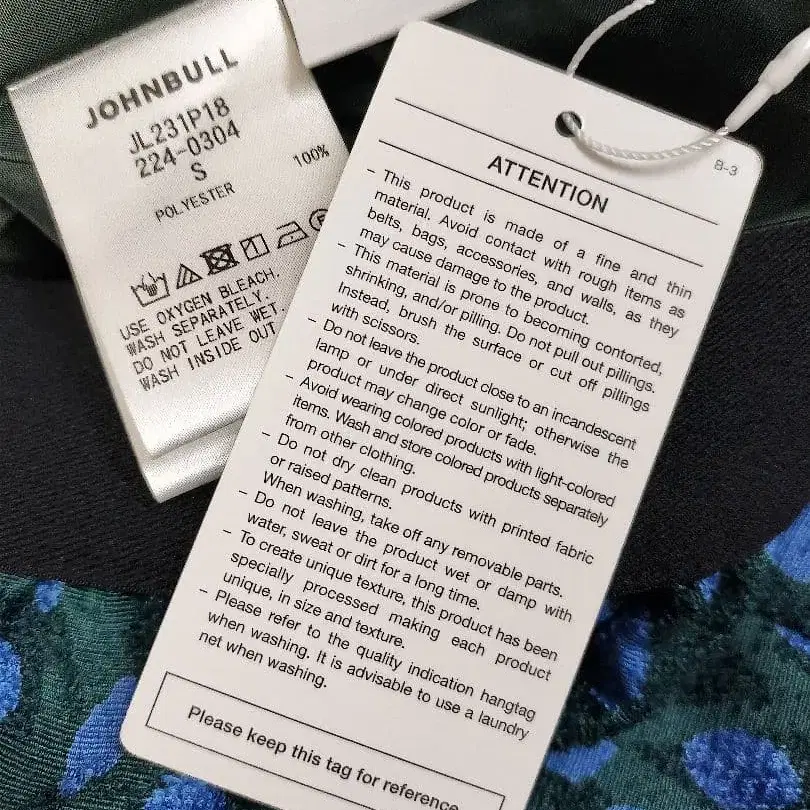 JOHNBULL
JL231P18
224-0304
S
100%
POLYESTER
USE OXYGEN BLEACH.
WASH SEPARATELY.
DO NOT LEAVE WET.
WASH INSIDE OUT
B-3
ATTENTION
- This product is made of a fine and thin
material. Avoid contact with rough items as
belts, bags, accessories, and walls, as they
may cause damage to the product.
- This material is prone to becoming contorted,
shrinking, and/or pilling. Do not pull out pillings.
Instead, brush the surface or cut off pillings
with scissors.
- Do not leave the product close to an incandescent
lamp or under direct sunlight; otherwise the
product may change color or fade.
- Avoid wearing colored products with light-colored
items. Wash and store colored products separately
from other clothing.
- Do not dry clean products with printed fabric
or raised patterns.
When washing, take off any removable parts.
- Do not leave the product wet or damp with
water, sweat or dirt for a long time.
- To create unique texture, this product has been
specially processed making each product
unique, in size and texture.
- Please refer to the quality indication hangtag
when washing. It is advisable to use a laundry
net when washing.
Please keep this tag for reference